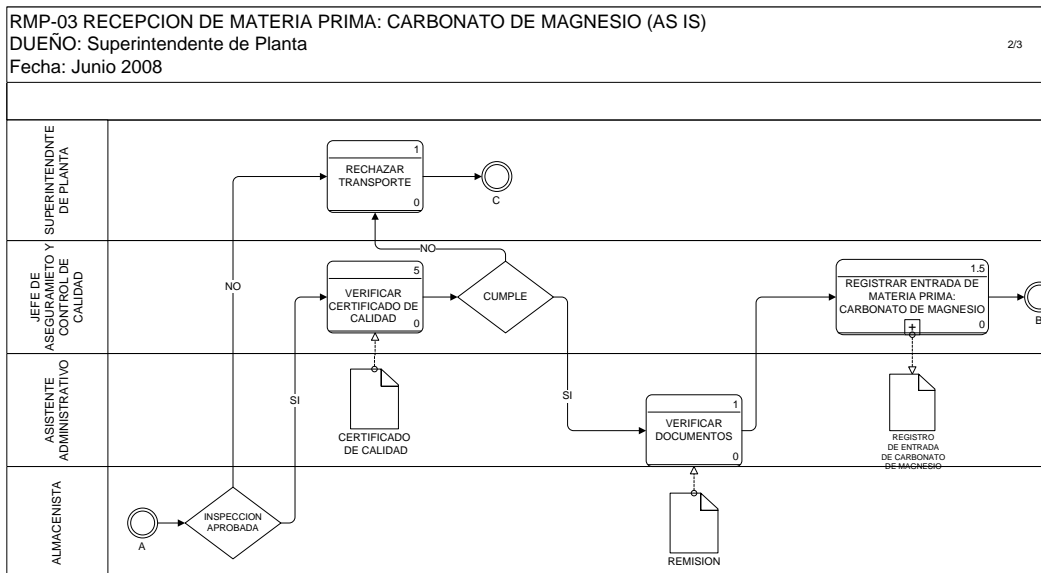 RMP-03 RECEPCION DE MATERIA PRIMA: CARBONATO DE MAGNESIO (AS IS)
DUEÑO: Superintendente de Planta
2/3
Fecha: Junio 2008
SUPERINTENDNTE
DE PLANTA
1
RECHAZAR
TRANSPORTE
0
C
NO
JEFE DE
ASEGURAMIETO Y
CONTROL DE
CALIDAD
NO
5
VERIFICAR
CERTIFICADO DE
CALIDAD
0
CUMPLE
1.5
REGISTRAR ENTRADA DE
MATERIA PRIMA:
CARBONATO DE MAGNESIO
0
B
ASISTENTE
ADMINISTRATIVO
SI
CERTIFICADO
DE CALIDAD
SI
1
VERIFICAR
DOCUMENTOS
0
REGISTRO
DE ENTRADA
DE CARBONATO
DE MAGNESIO
ALMACENISTA
A
INSPECCION
APROBADA
REMISION